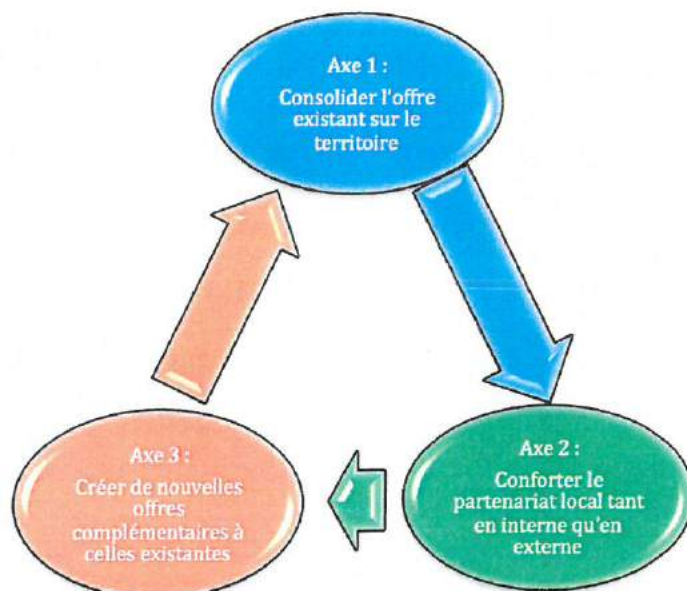 Axe 1 :
Consolider l'offre
existant sur le
territoire
Axe 2 :
Conforter le
partenariat local tant
en interne qu'en
externe
Axe 3 :
Créer de nouvelles
offres
complémentaires à
celles existantes